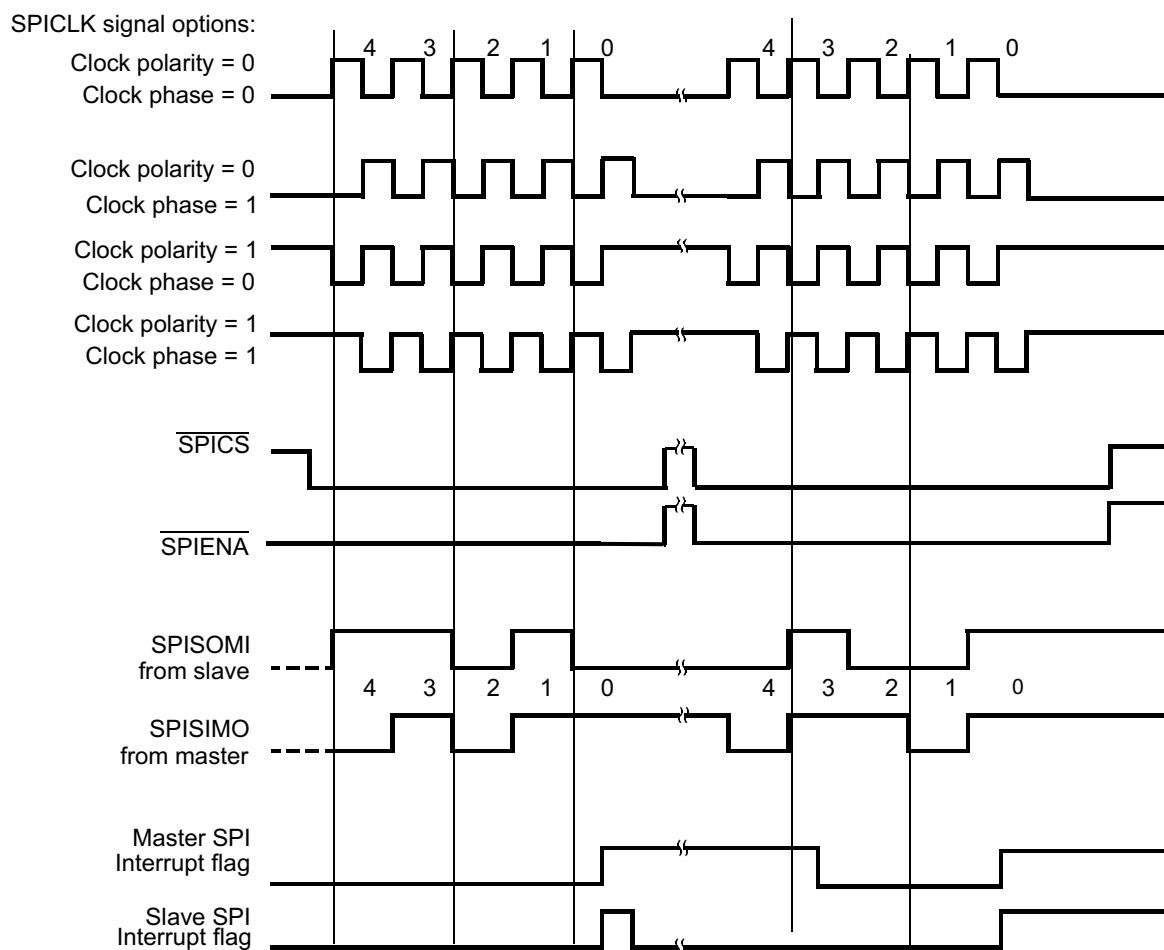 SPICLK signal options:
4 3 2 1 0 4 3 2 1 0
Clock polarity = 0
Clock phase = 0
Clock polarity = 0
Clock phase = 1
Clock polarity = 1
Clock phase = 0
Clock polarity = 1
Clock phase = 1
SPICS
SPIENA
SPISOMI
from slave
4 3 2 1 0 4 3 2 1 0
SPISIMO
from master
Master SPI
Interrupt flag
Slave SPI
Interrupt flag